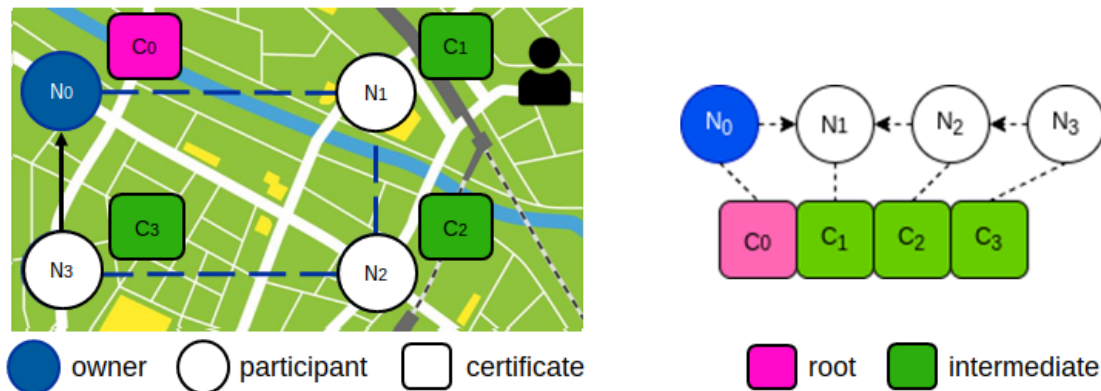 C0 C1
N0 N1
C3 C2
N3 N2
N0 N1 N2 N3
C0 C1 C2 C3
owner participant certificate root intermediate